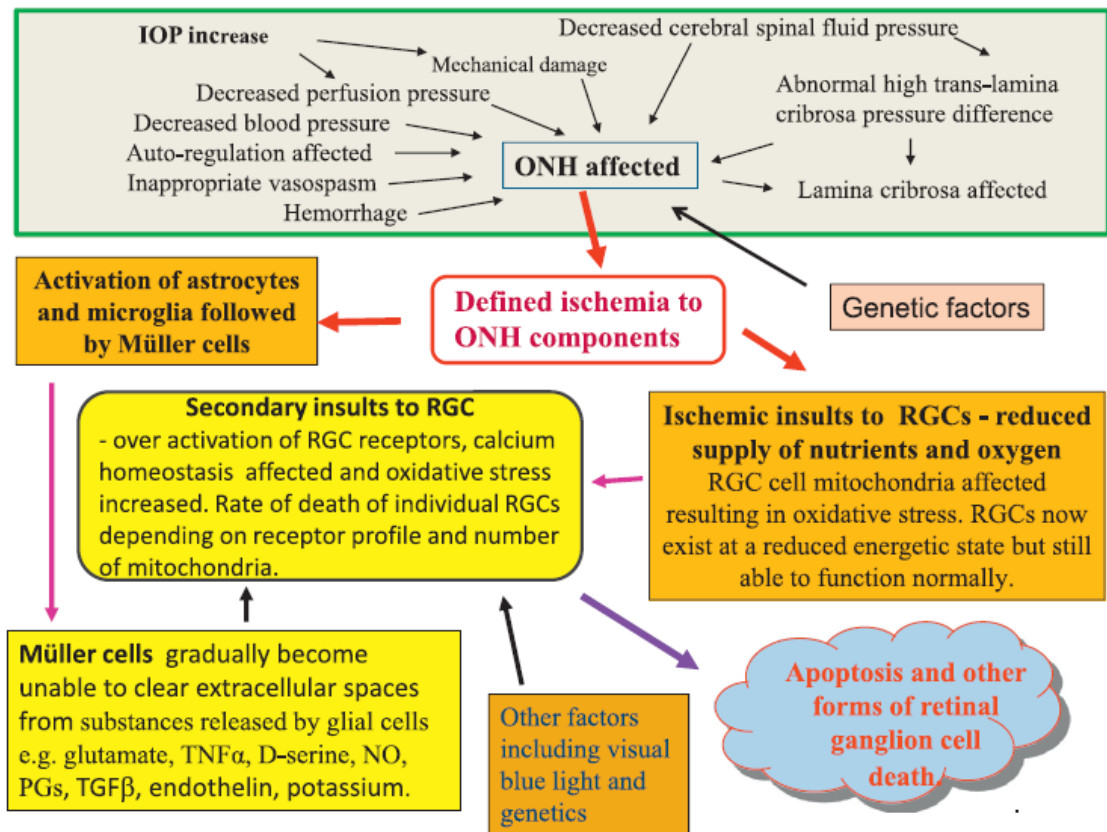 IOP increase
Decreased cerebral spinal fluid pressure
Mechanical damage
Decreased perfusion pressure
Abnormal high trans-lamina
cribrosa pressure difference
Decreased blood pressure
Auto-regulation affected
ONH affected
Inappropriate vasospasm
Lamina cribrosa affected
Hemorrhage
Activation of astrocytes
and microglia followed
by Müller cells
Defined ischemia to
ONH components
Genetic factors
Secondary insults to RGC
- over activation of RGC receptors, calcium
homeostasis affected and oxidative stress
increased. Rate of death of individual RGCs
depending on receptor profile and number
of mitochondria.
Ischemic insults to RGCs - reduced
supply of nutrients and oxygen
RGC cell mitochondria affected
resulting in oxidative stress. RGCs now
exist at a reduced energetic state but still
able to function normally.
Müller cells gradually become
unable to clear extracellular spaces
from substances released by glial cells
e.g. glutamate, TNFα, D-serine, NO,
PGs, TGFβ, endothelin, potassium.
Other factors
including visual
blue light and
genetics
Apoptosis and other
forms of retinal
ganglion cell
death.
.